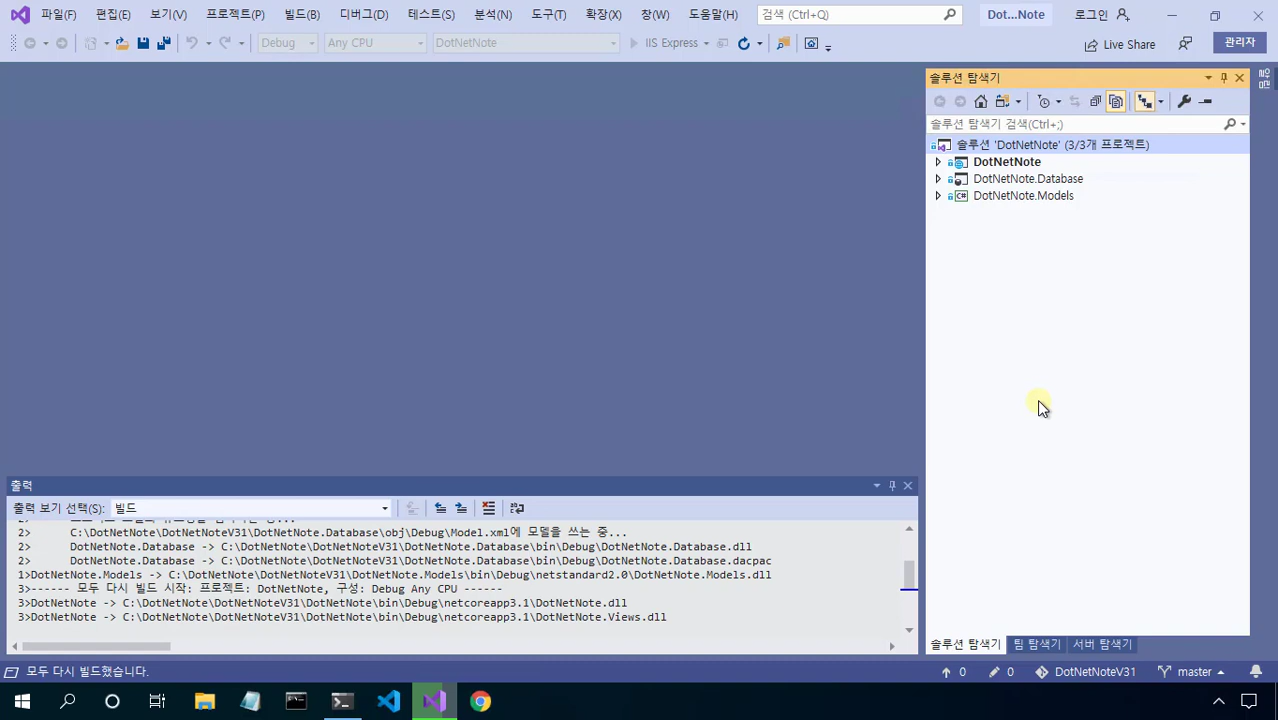 파일(F) 편집(E) 보기(V) 프로젝트(P) 빌드(B) 디버그(D) 테스트(S) 분석(N) 도구(T) 확장(X) 창(W) 도움말(H) 검색 (Ctrl+Q) Dot...Note 로그인
Debug Any CPU DotNetNote IIS Express Live Share 관리자
솔루션 탐색기
솔루션 탐색기 검색(Ctrl+;)
솔루션 'DotNetNote' (3/3개 프로젝트)
DotNetNote
DotNetNote.Database
C# DotNetNote.Models
출력
출력 보기 선택(S): 빌드
2> C:\DotNetNote\DotNetNoteV31\DotNetNote.Database\obj\Debug\Model.xml에 모델을 쓰는 중...
2> DotNetNote.Database -> C:\DotNetNote\DotNetNoteV31\DotNetNote.Database\bin\Debug\DotNetNote.Database.dll
2> DotNetNote.Database -> C:\DotNetNote\DotNetNoteV31\DotNetNote.Database\bin\Debug\DotNetNote.Database.dacpac
1>DotNetNote.Models -> C:\DotNetNote\DotNetNoteV31\DotNetNote.Models\bin\Debug\netstandard2.0\DotNetNote.Models.dll
3>------ 모두 다시 빌드 시작: 프로젝트: DotNetNote, 구성: Debug Any CPU ------
3>DotNetNote -> C:\DotNetNote\DotNetNoteV31\DotNetNote\bin\Debug\netcoreapp3.1\DotNetNote.dll
3>DotNetNote -> C:\DotNetNote\DotNetNoteV31\DotNetNote\bin\Debug\netcoreapp3.1\DotNetNote.Views.dll
솔루션 탐색기 팀 탐색기 서버 탐색기
모두 다시 빌드했습니다. 0 0 DotNetNoteV31 master